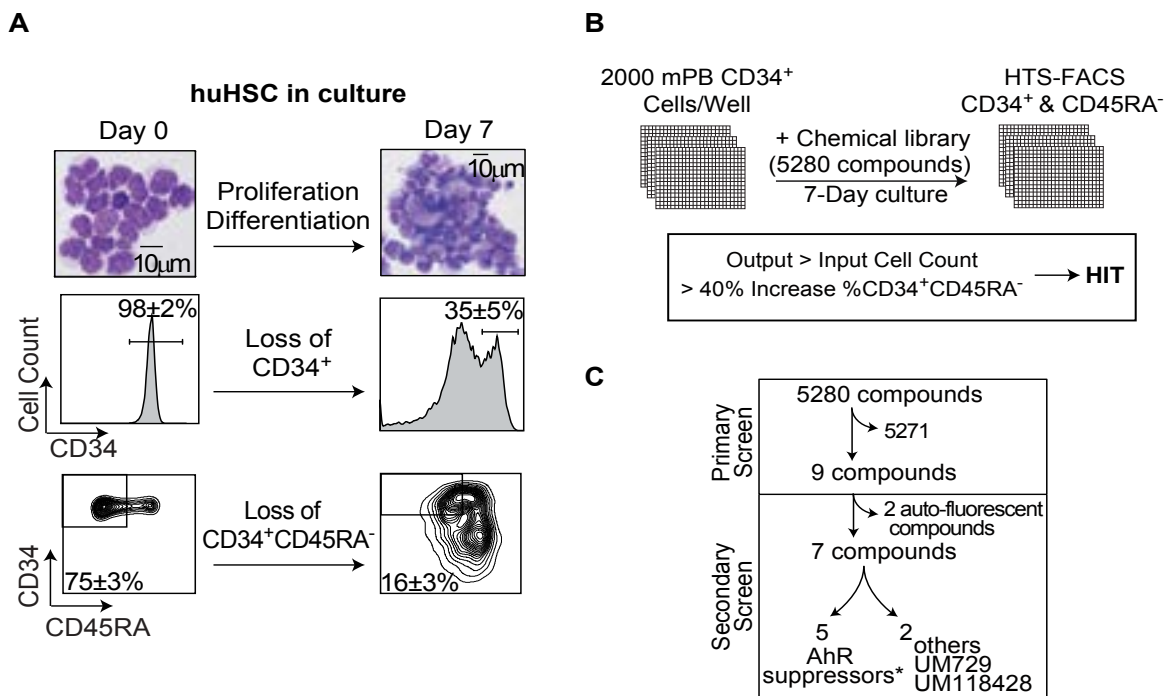 A
huHSC in culture
Day 0
Day 7
10µm
Proliferation
Differentiation
10µm
98±2%
Loss of
CD34+
35±5%
Cell Count
CD34
Loss of
CD34+CD45RA-
75±3%
16±3%
CD34
CD45RA
B
2000 mPB CD34+
Cells/Well
+ Chemical library
(5280 compounds)
7-Day culture
HTS-FACS
CD34+ & CD45RA-
Output > Input Cell Count
> 40% Increase %CD34+CD45RA-
HIT
C
Primary
Screen
5280 compounds
5271
9 compounds
Secondary
Screen
2 auto-fluorescent
compounds
7 compounds
5
AhR
suppressors*
2
others
UM729
UM118428